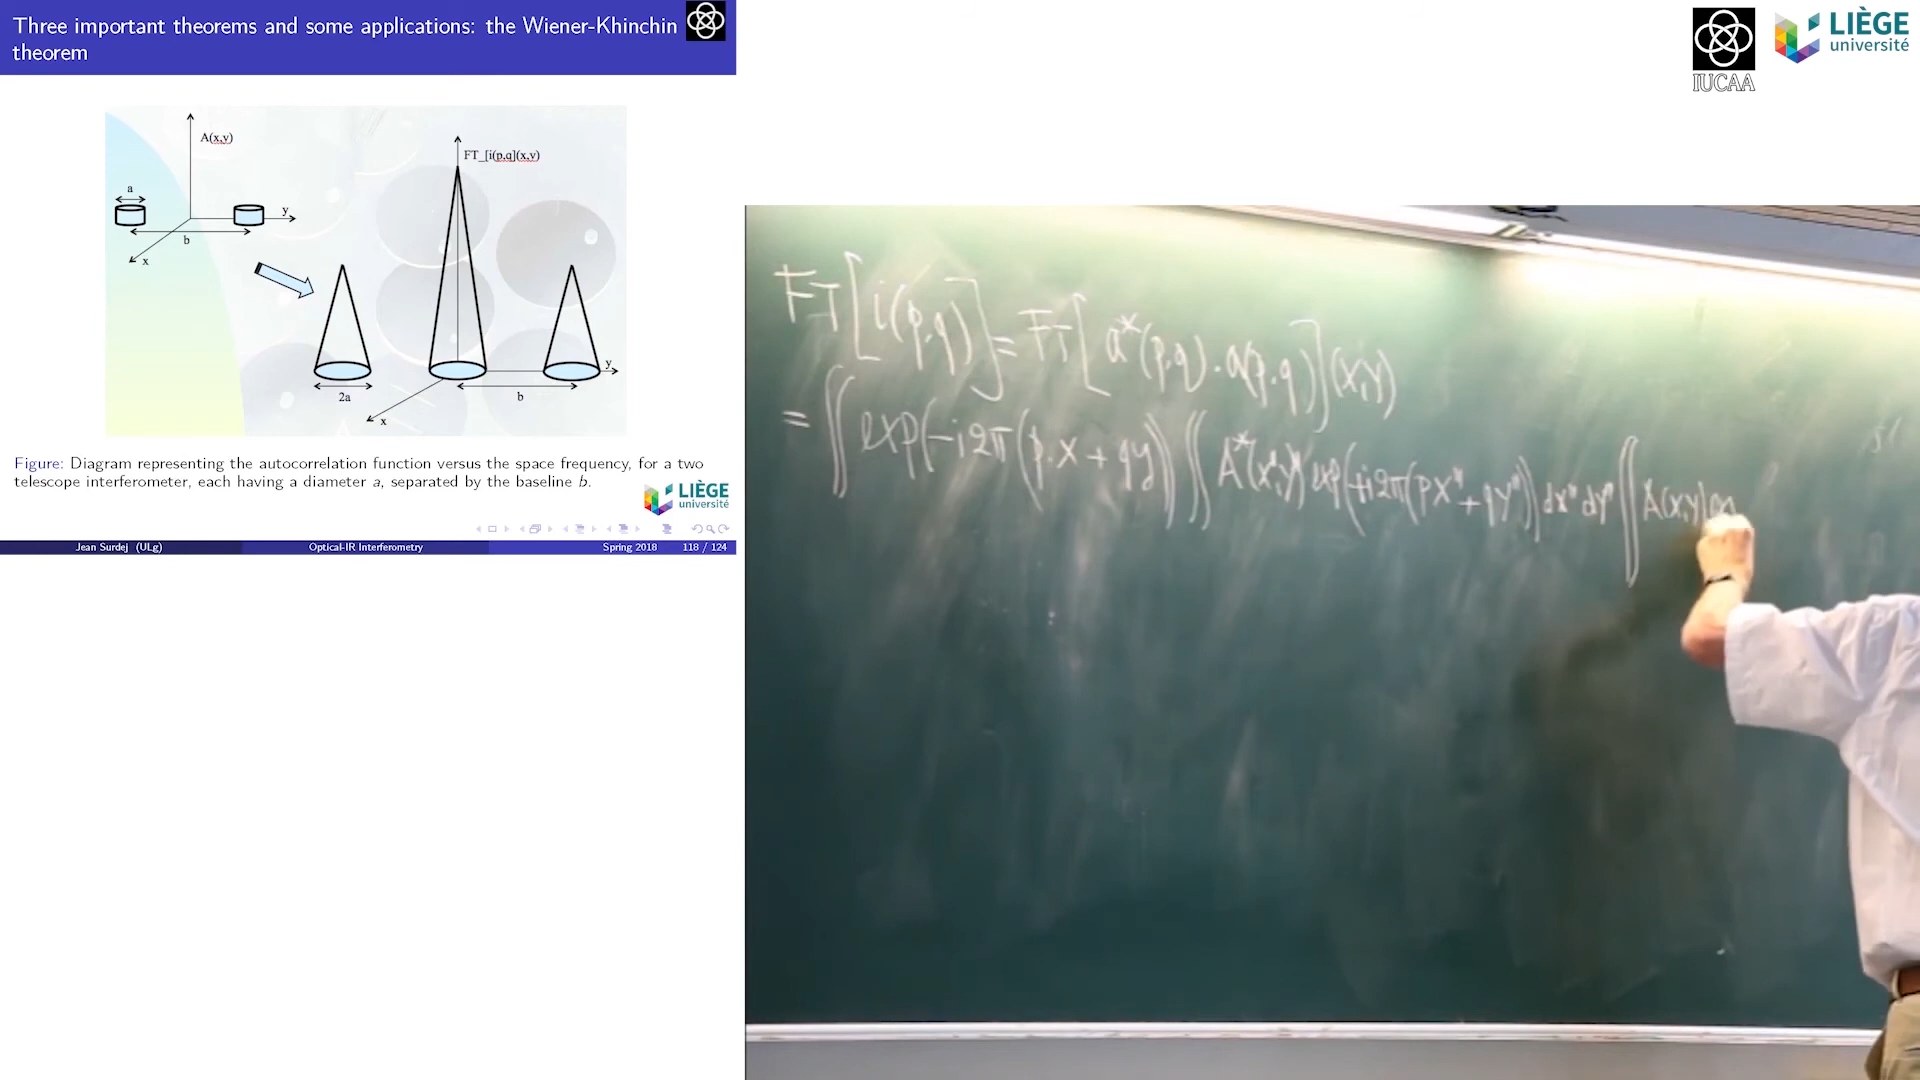 Three important theorems and some applications: the Wiener-Khinchin
theorem
A(x,y)
a
y
b
x
FT_[i(p,q](x,y)
2a
b
y
x
Figure: Diagram representing the autocorrelation function versus the space frequency, for a two
telescope interferometer, each having a diameter a, separated by the baseline b.
LIÈGE
université
Jean Surdej (ULg) Optical-IR Interferometry Spring 2018 118 / 124
IUCAA
LIÈGE
université
FT[i(p,q)] = FT[a*(p,q).a(p,q)](x,y)
= ∬ exp(-i2π(p.x + qy)) ∬ A*(x",y") exp(+i2π(px"+qy")) dx" dy" ∬ A(x,y)